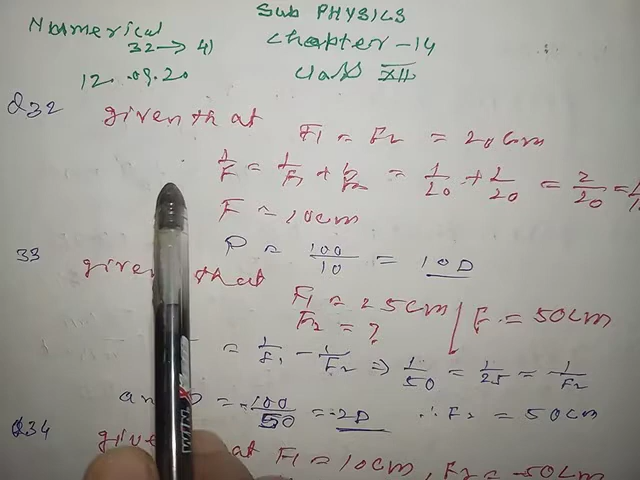 Sub PHYSICS
Numerical
32 → 41
Chapter - 14
12.09.20
Class XII
Q32 given that F1 = F2 = 20cm
1/F = 1/F1 + 1/F2 = 1/20 + 1/20 = 2/20 =
F = 10cm
P = 100/10 = 10D
33 given that
F1 = 25cm / F = 50cm
F2 = ?
= 1/F1 - 1/F2 ⇒ 1/50 = 1/25 = 1/F2
= -100/50 = -2D ∴ F2 = 50cm
Q34 given F1 = 10cm, F2 = -50cm